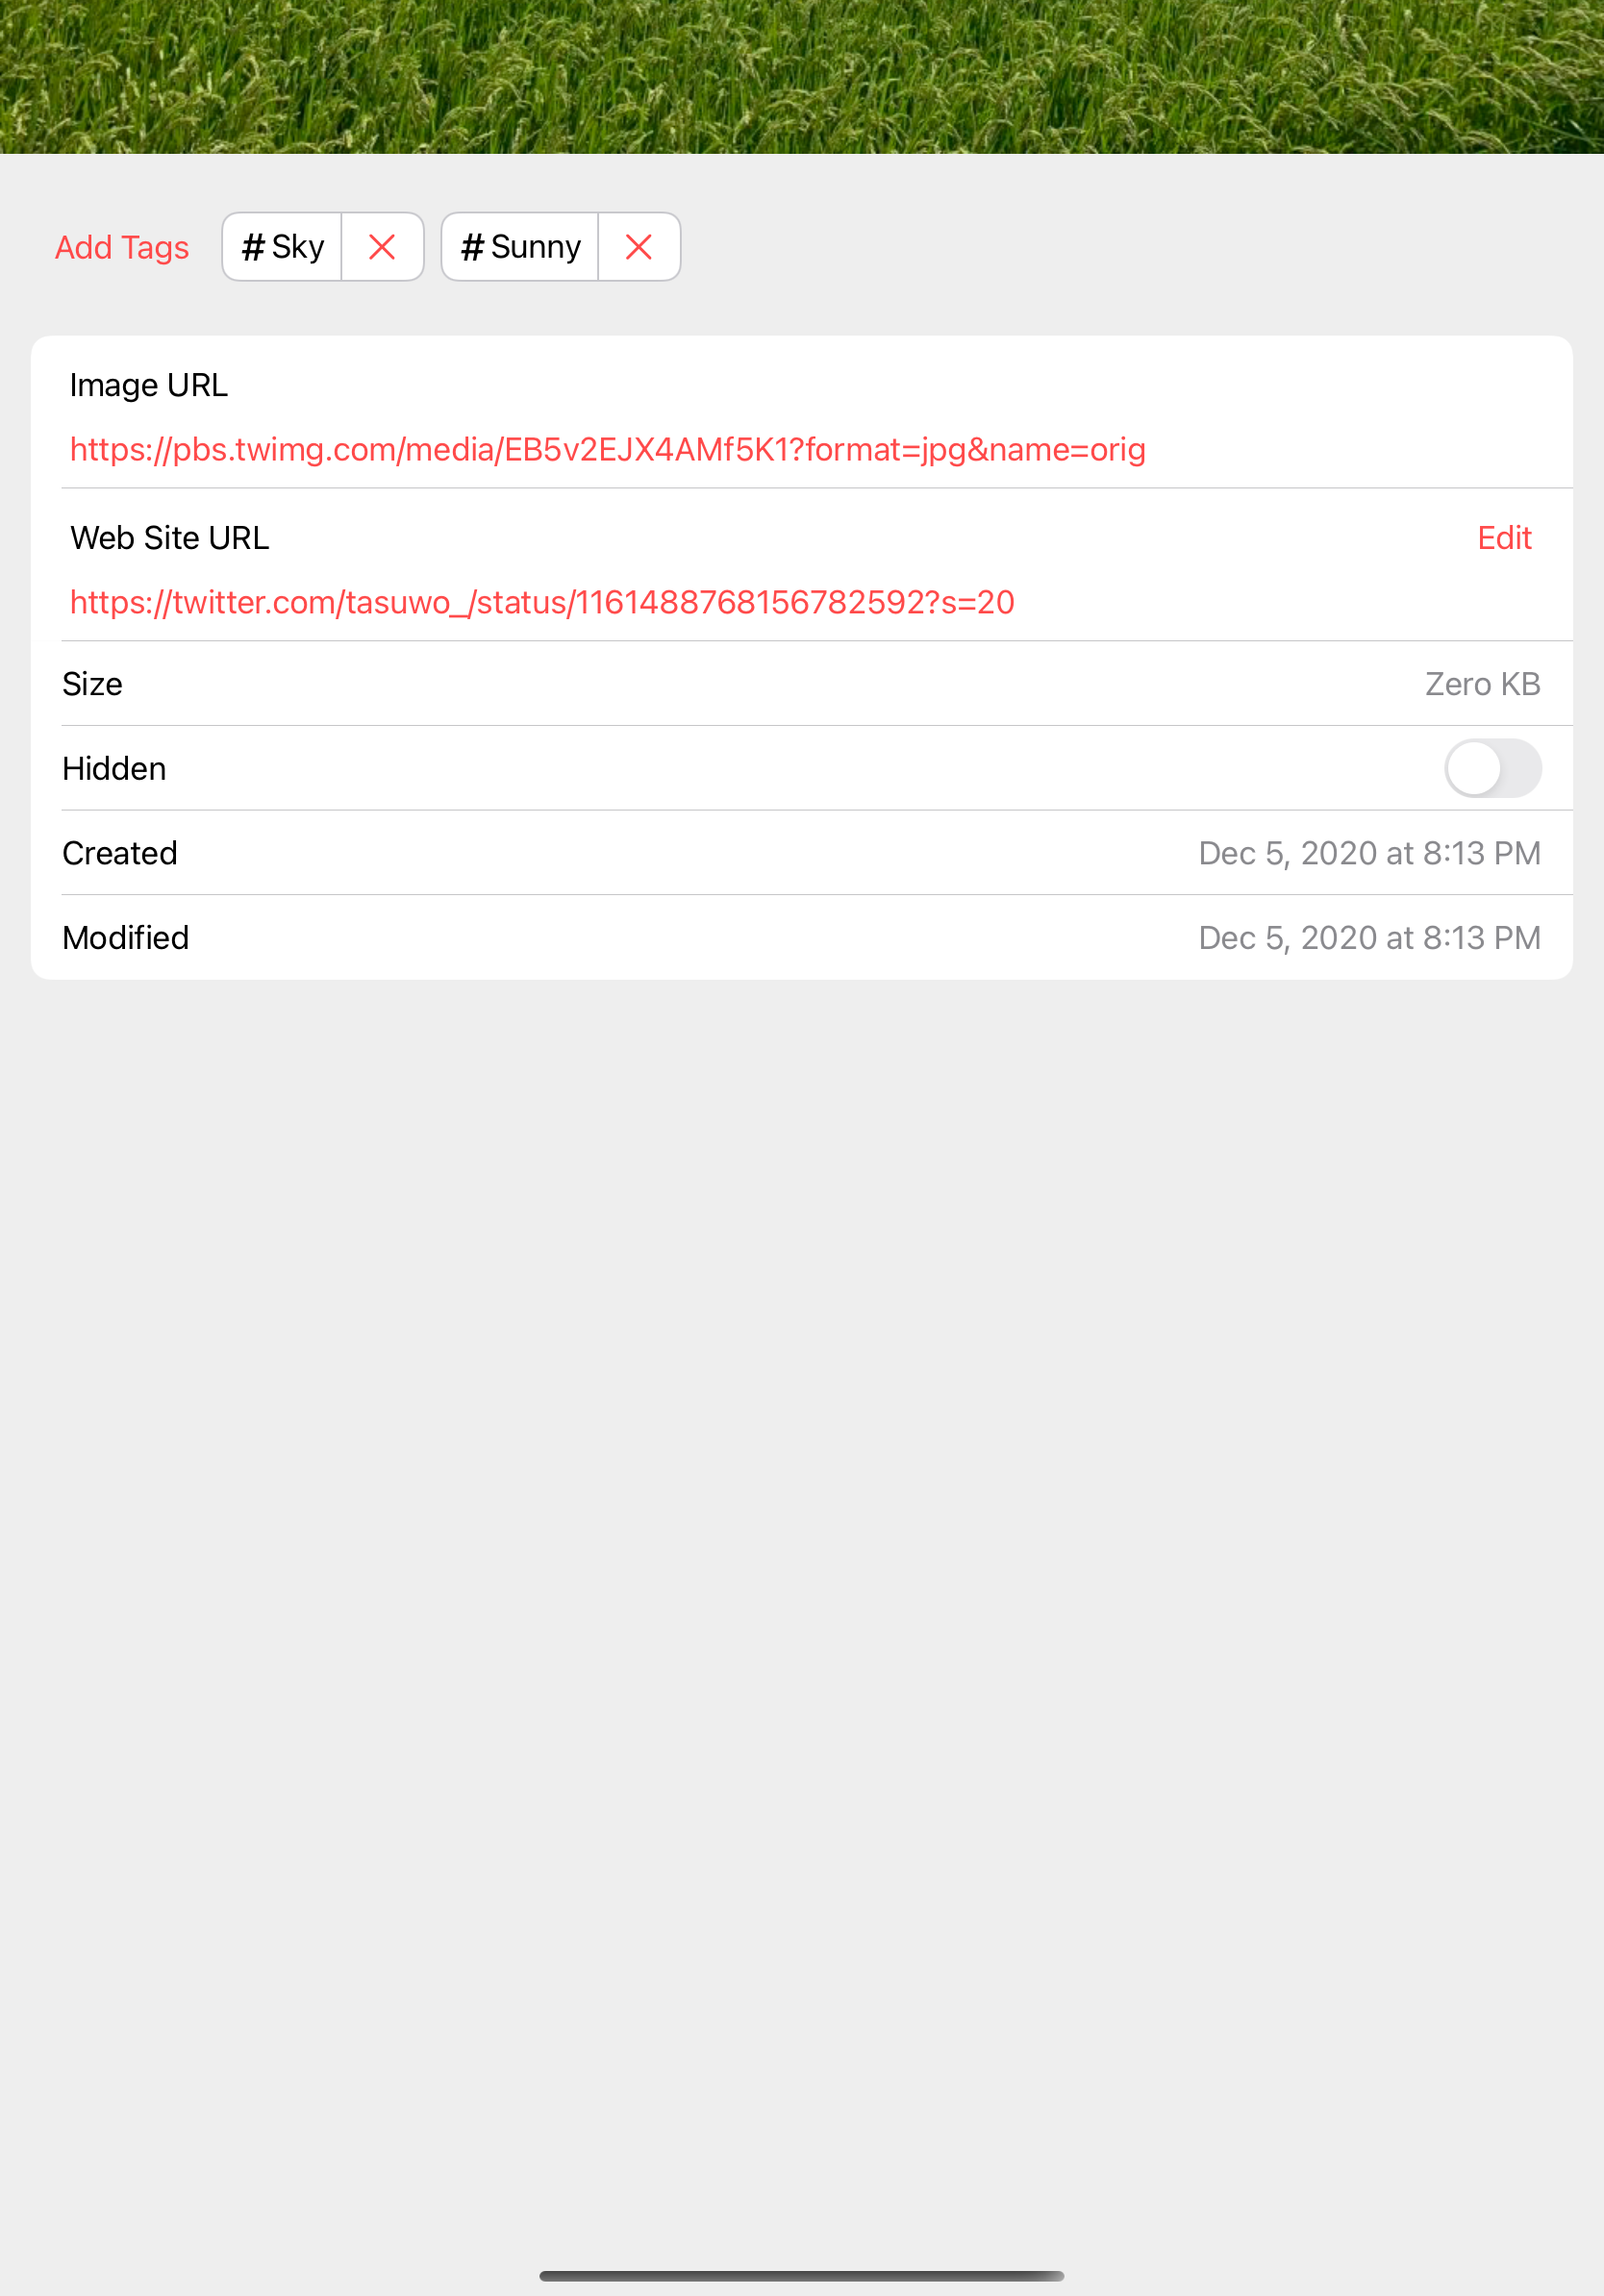 Add Tags # Sky # Sunny
Image URL
https://pbs.twimg.com/media/EB5v2EJX4AMf5K1?format=jpg&name=orig
Web Site URL Edit
https://twitter.com/tasuwo_/status/1161488768156782592?s=20
Size Zero KB
Hidden
Created Dec 5, 2020 at 8:13 PM
Modified Dec 5, 2020 at 8:13 PM